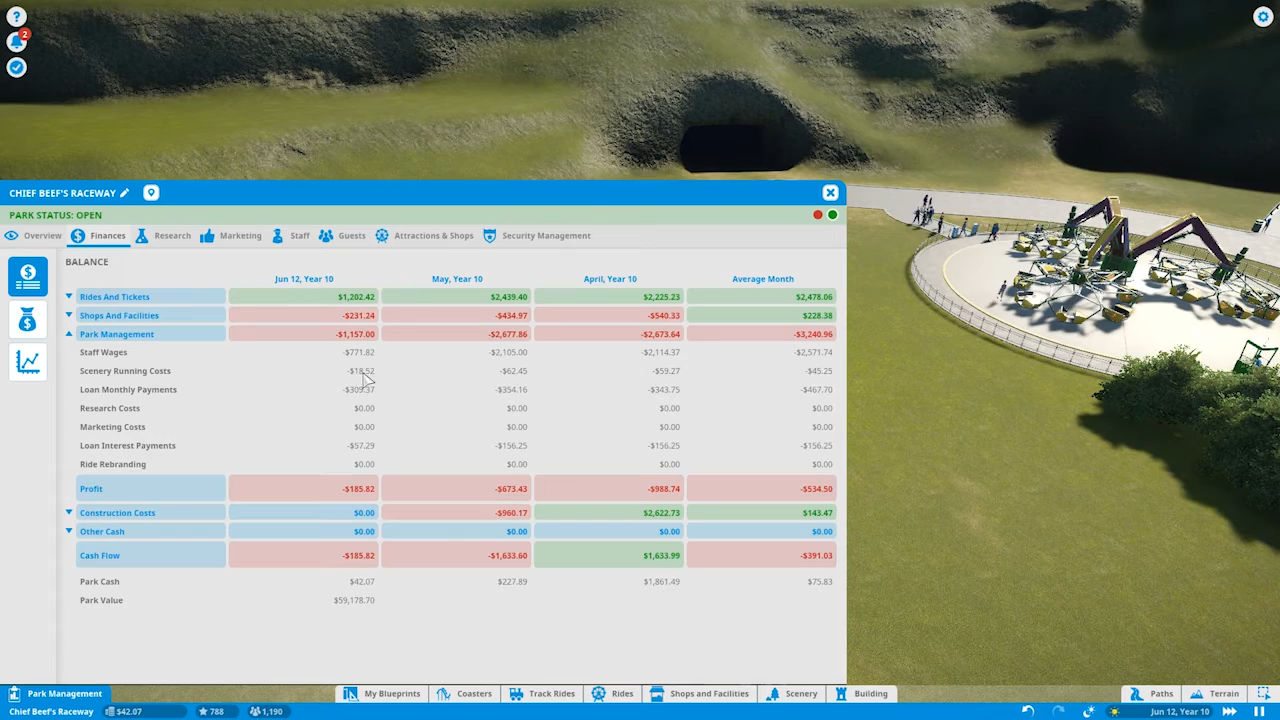 ?
2
CHIEF BEEF'S RACEWAY
PARK STATUS: OPEN
Overview Finances Research Marketing Staff Guests Attractions & Shops Security Management
BALANCE
Jun 12, Year 10 May, Year 10 April, Year 10 Average Month
Rides And Tickets $1,202.42 $2,439.40 $2,225.23 $2,478.06
Shops And Facilities -$231.24 -$434.97 -$540.33 $228.38
Park Management -$1,157.00 -$2,677.86 -$2,673.64 -$3,240.96
Staff Wages -$771.82 -$2,105.00 -$2,114.37 -$2,571.74
Scenery Running Costs -$18.52 -$62.45 -$59.27 -$45.25
Loan Monthly Payments -$309.37 -$354.16 -$343.75 -$467.70
Research Costs $0.00 $0.00 $0.00 $0.00
Marketing Costs $0.00 $0.00 $0.00 $0.00
Loan Interest Payments -$57.29 -$156.25 -$156.25 -$156.25
Ride Rebranding $0.00 $0.00 $0.00 $0.00
Profit -$185.82 -$673.43 -$988.74 -$534.50
Construction Costs $0.00 -$960.17 $2,622.73 $143.47
Other Cash $0.00 $0.00 $0.00 $0.00
Cash Flow -$185.82 -$1,633.60 $1,633.99 -$391.03
Park Cash $42.07 $227.89 $1,861.49 $75.83
Park Value $59,178.70
Park Management My Blueprints Coasters Track Rides Rides Shops and Facilities Scenery Building Paths Terrain
Chief Beef's Raceway $42.07 788 1,190 Jun 12, Year 10